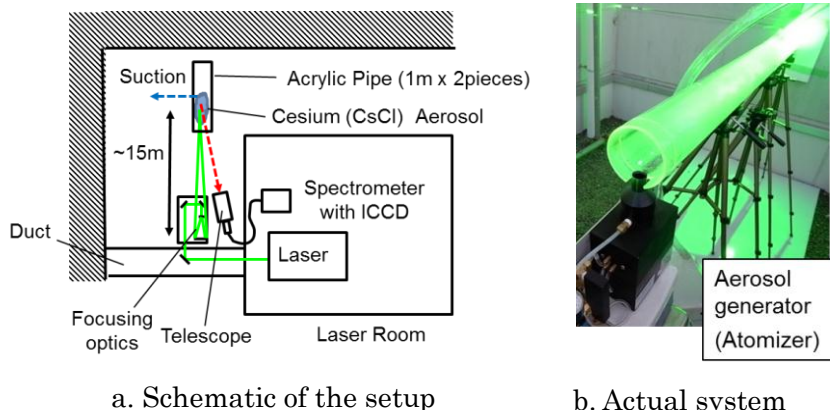 Suction
Acrylic Pipe (1m x 2pieces)
Cesium (CsCl) Aerosol
~15m
Spectrometer
with ICCD
Duct
Laser
Focusing
optics
Telescope
Laser Room
Aerosol
generator
(Atomizer)
a. Schematic of the setup
b. Actual system